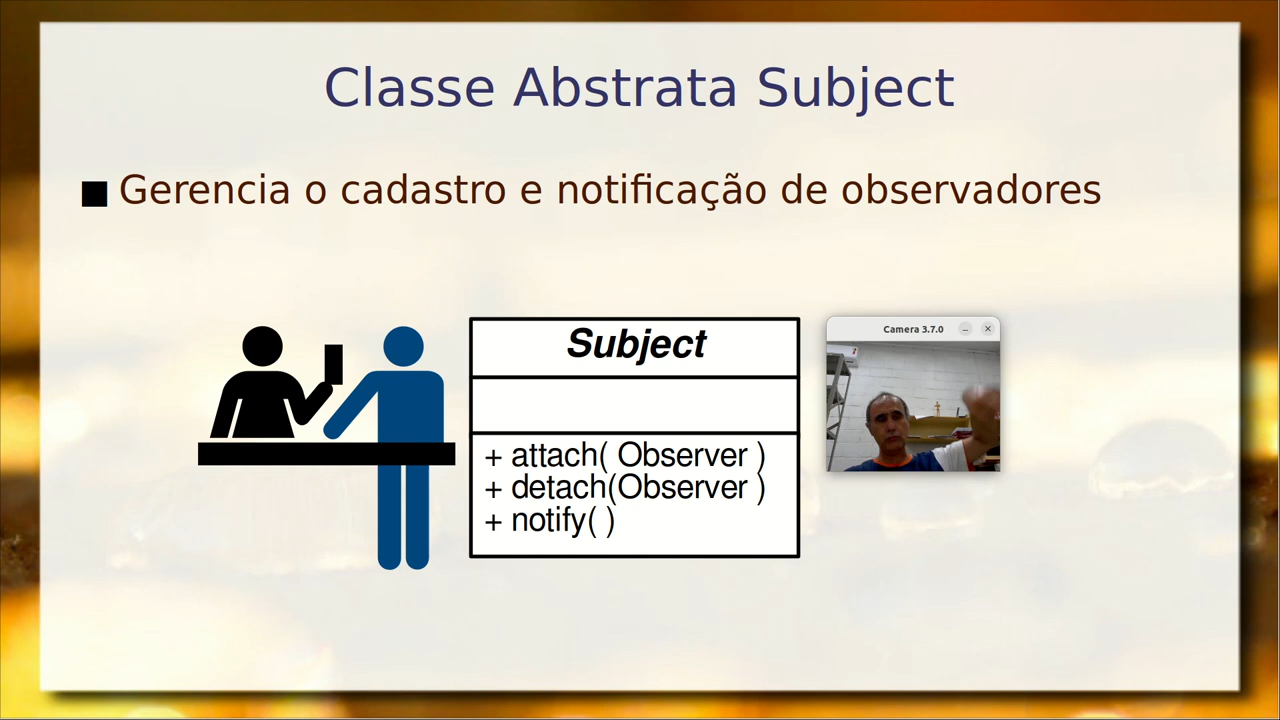 Classe Abstrata Subject
Gerencia o cadastro e notificação de observadores
Subject
+ attach( Observer )
+ detach(Observer )
+ notify( )
Camera 3.7.0